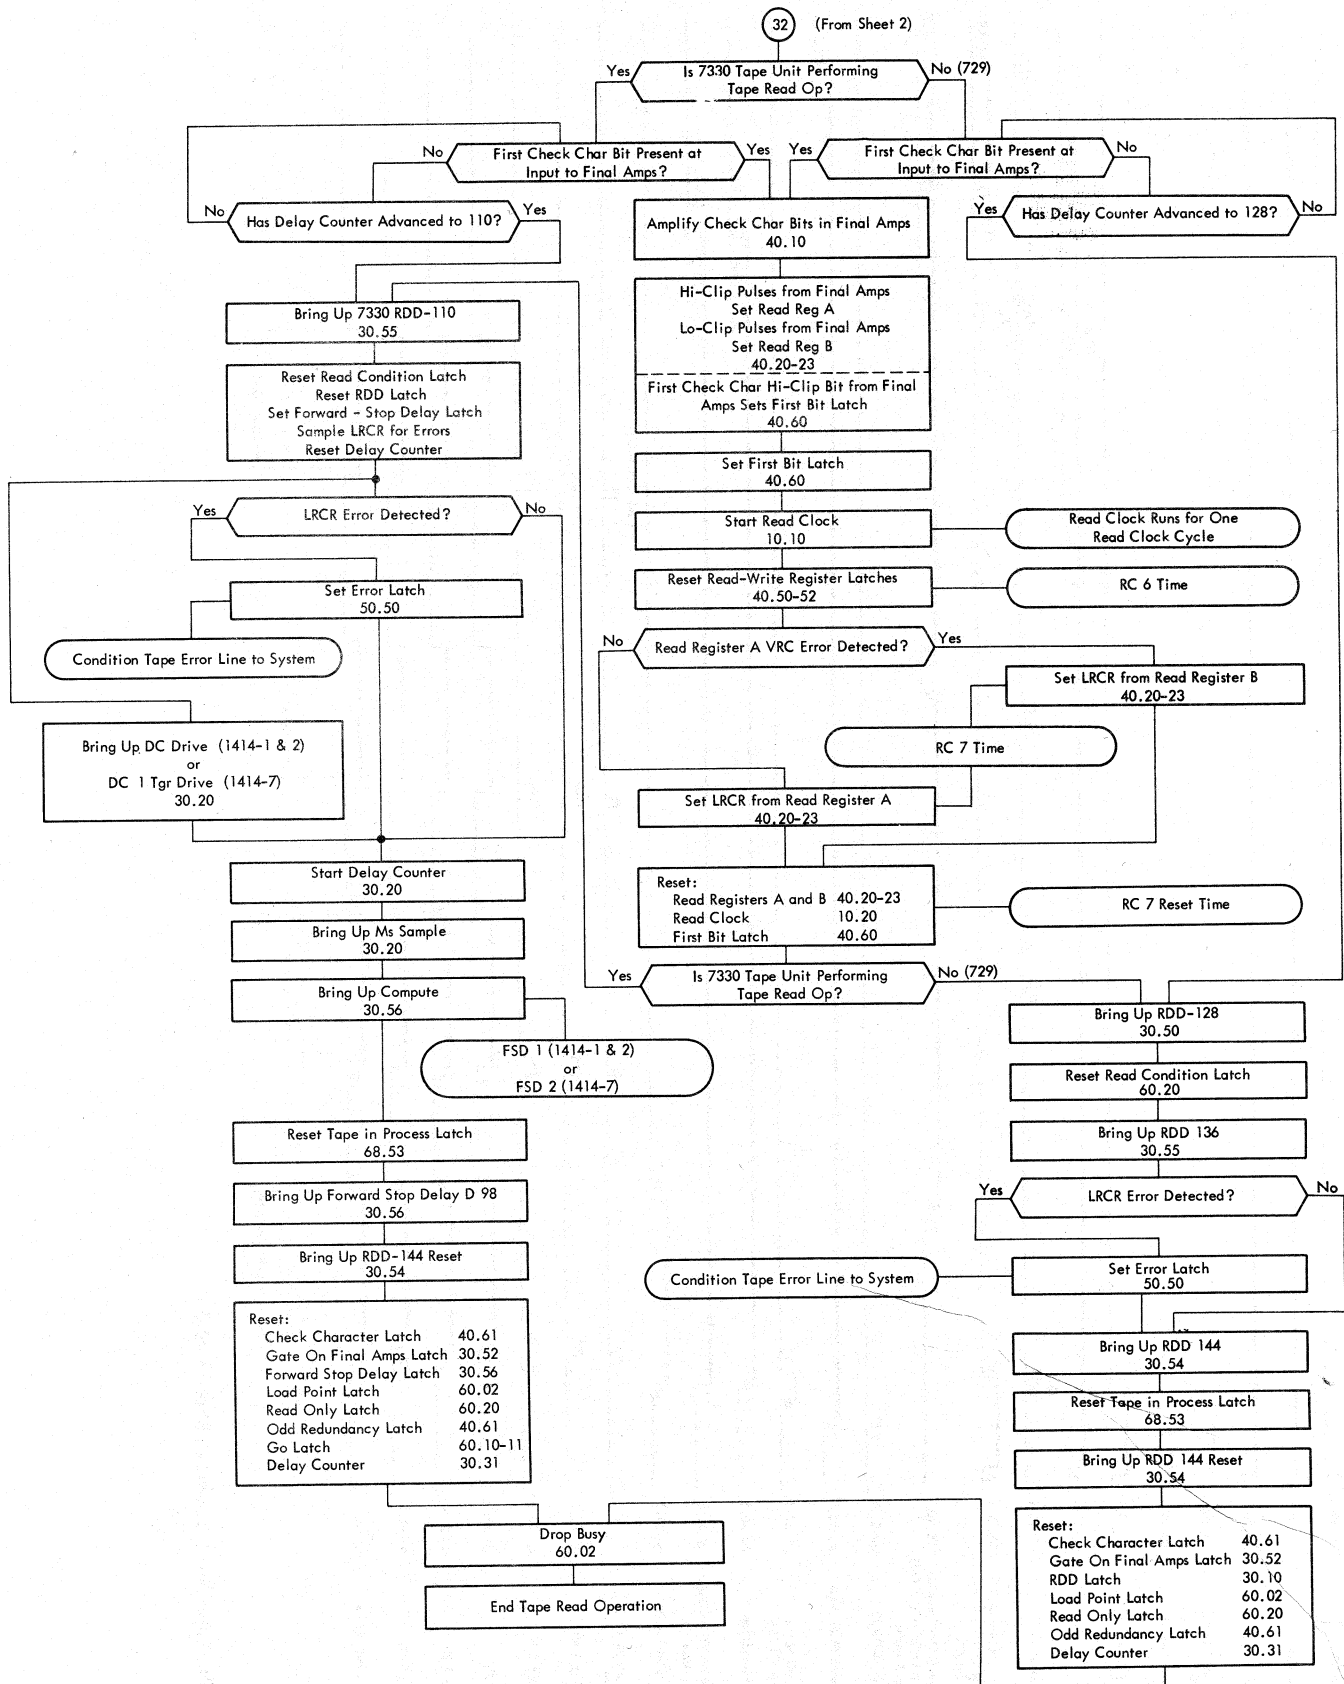 32 (From Sheet 2)
Is 7330 Tape Unit Performing
Tape Read Op?
Yes
No (729)
First Check Char Bit Present at
Input to Final Amps?
No
Yes
First Check Char Bit Present at
Input to Final Amps?
Yes
No
Has Delay Counter Advanced to 110?
No
Yes
Has Delay Counter Advanced to 128?
Yes
No
Amplify Check Char Bits in Final Amps
40.10
Hi-Clip Pulses from Final Amps
Set Read Reg A
Lo-Clip Pulses from Final Amps
Set Read Reg B
40.20-23
First Check Char Hi-Clip Bit from Final
Amps Sets First Bit Latch
40.60
Bring Up 7330 RDD-110
30.55
Reset Read Condition Latch
Reset RDD Latch
Set Forward - Stop Delay Latch
Sample LRCR for Errors
Reset Delay Counter
Set First Bit Latch
40.60
Yes
LRCR Error Detected?
No
Start Read Clock
10.10
Read Clock Runs for One
Read Clock Cycle
Set Error Latch
50.50
Reset Read-Write Register Latches
40.50-52
RC 6 Time
Condition Tape Error Line to System
No
Read Register A VRC Error Detected?
Yes
Set LRCR from Read Register B
40.20-23
Bring Up DC Drive (1414-1 & 2)
or
DC 1 Tgr Drive (1414-7)
30.20
RC 7 Time
Set LRCR from Read Register A
40.20-23
Start Delay Counter
30.20
Reset:
Read Registers A and B 40.20-23
Read Clock 10.20
First Bit Latch 40.60
RC 7 Reset Time
Bring Up Ms Sample
30.20
Yes
Is 7330 Tape Unit Performing
Tape Read Op?
No (729)
Bring Up Compute
30.56
Bring Up RDD-128
30.50
FSD 1 (1414-1 & 2)
or
FSD 2 (1414-7)
Reset Read Condition Latch
60.20
Reset Tape in Process Latch
68.53
Bring Up RDD 136
30.55
Bring Up Forward Stop Delay D 98
30.56
Yes
LRCR Error Detected?
No
Bring Up RDD-144 Reset
30.54
Condition Tape Error Line to System
Set Error Latch
50.50
Reset:
Check Character Latch 40.61
Gate On Final Amps Latch 30.52
Forward Stop Delay Latch 30.56
Load Point Latch 60.02
Read Only Latch 60.20
Odd Redundancy Latch 40.61
Go Latch 60.10-11
Delay Counter 30.31
Bring Up RDD 144
30.54
Reset Tape in Process Latch
68.53
Bring Up RDD 144 Reset
30.54
Drop Busy
60.02
End Tape Read Operation
Reset:
Check Character Latch 40.61
Gate On Final Amps Latch 30.52
RDD Latch 30.10
Load Point Latch 60.02
Read Only Latch 60.20
Odd Redundancy Latch 40.61
Delay Counter 30.31